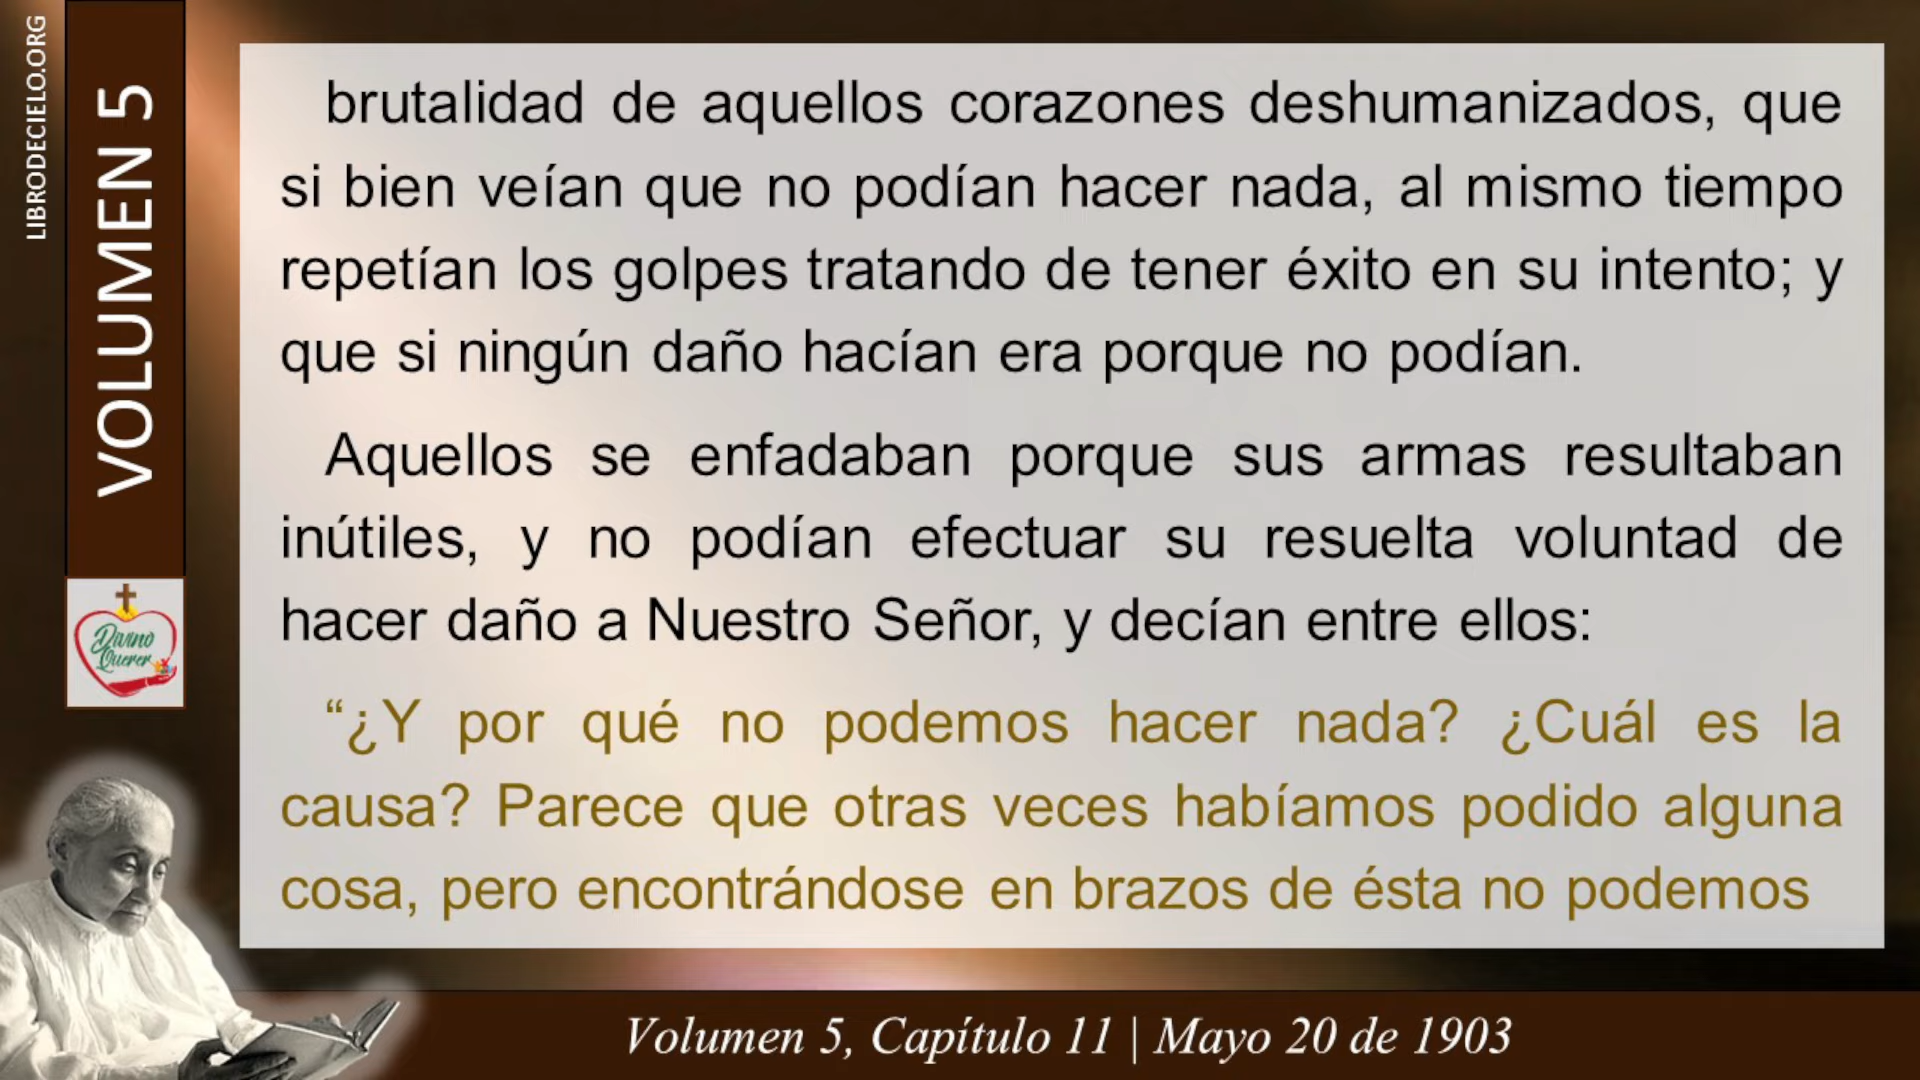 LIBRODECIELO.ORG
VOLUMEN 5
Divino
Querer
brutalidad de aquellos corazones deshumanizados, que
si bien veían que no podían hacer nada, al mismo tiempo
repetían los golpes tratando de tener éxito en su intento; y
que si ningún daño hacían era porque no podían.
Aquellos se enfadaban porque sus armas resultaban
inútiles, y no podían efectuar su resuelta voluntad de
hacer daño a Nuestro Señor, y decían entre ellos:
“¿Y por qué no podemos hacer nada? ¿Cuál es la
causa? Parece que otras veces habíamos podido alguna
cosa, pero encontrándose en brazos de ésta no podemos
Volumen 5, Capítulo 11 | Mayo 20 de 1903